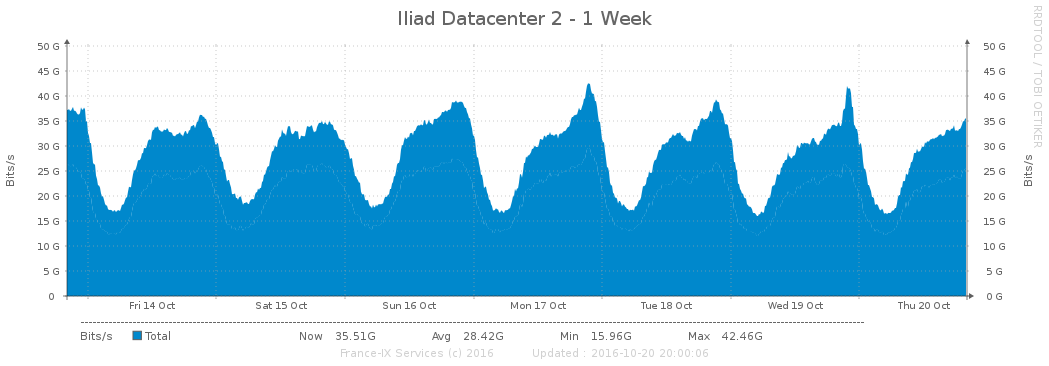 Iliad Datacenter 2 - 1 Week
RRDTOOL / TOBI OETIKER
50 G 50 G
45 G 45 G
40 G 40 G
35 G 35 G
30 G 30 G
25 G 25 G
20 G 20 G
15 G 15 G
10 G 10 G
5 G 5 G
0 0 G
Bits/s
Bits/s
Fri 14 Oct Sat 15 Oct Sun 16 Oct Mon 17 Oct Tue 18 Oct Wed 19 Oct Thu 20 Oct
Bits/s Total Now 35.51G Avg 28.42G Min 15.96G Max 42.46G
France-IX Services (c) 2016 Updated : 2016-10-20 20:00:06